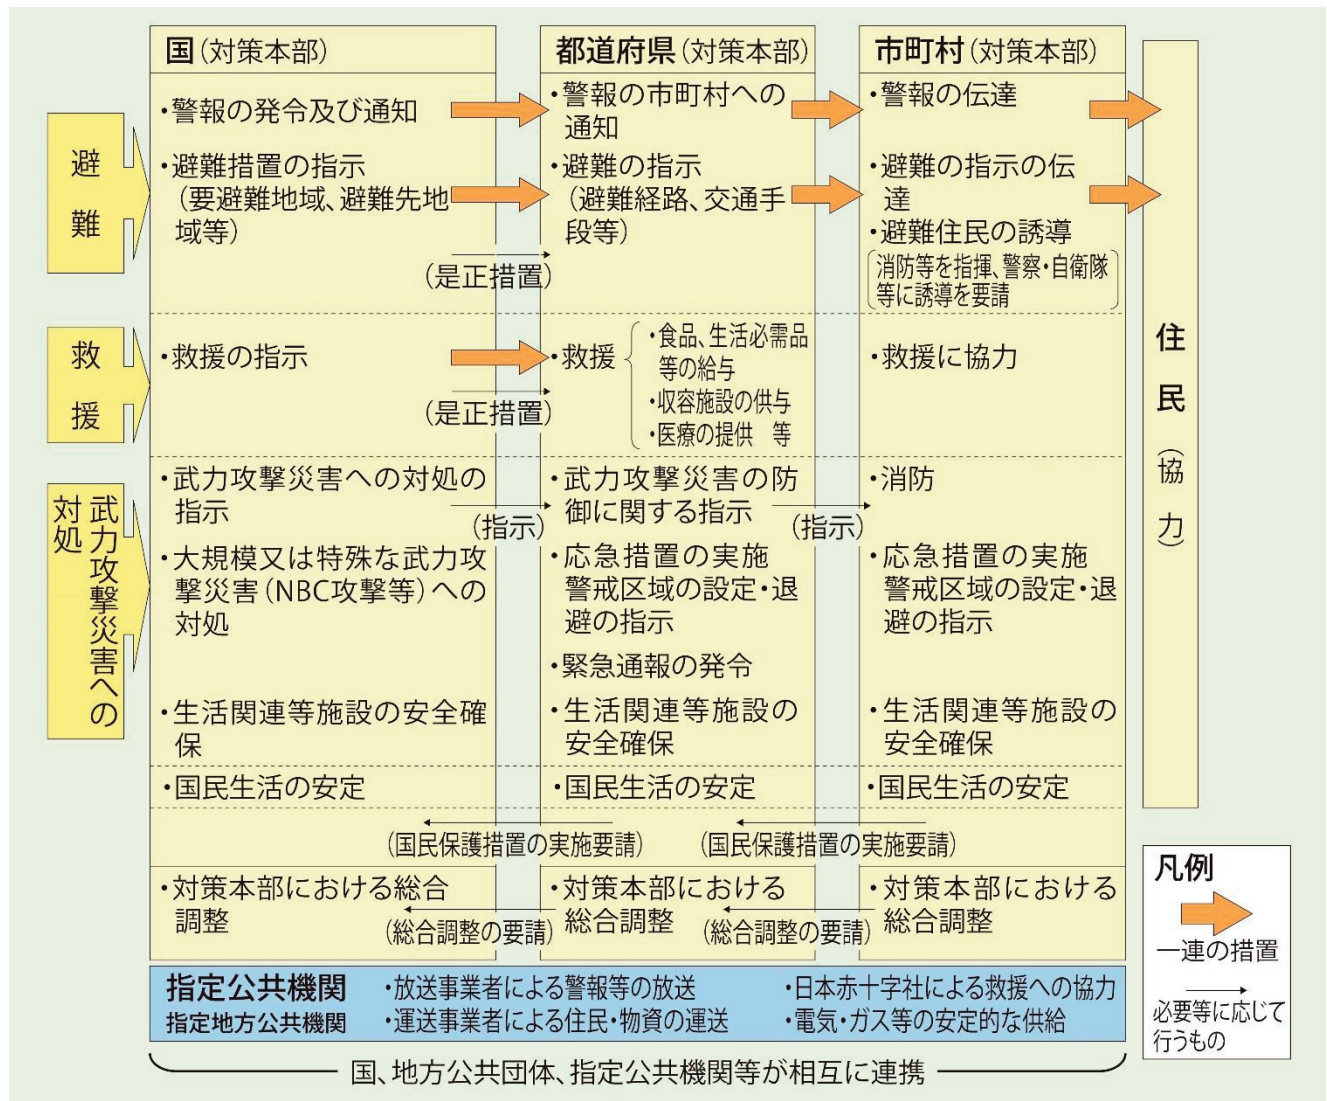 国(対策本部)
都道府県(対策本部)
市町村(対策本部)
避難
・警報の発令及び通知
・警報の市町村への
通知
・警報の伝達
・避難措置の指示
(要避難地域、避難先地
域等)
・避難の指示
(避難経路、交通手
段等)
・避難の指示の伝
達
・避難住民の誘導
(消防等を指揮、警察・自衛隊
等に誘導を要請)
(是正措置)
救援
・救援の指示
・救援
・食品、生活必需品
等の給与
・収容施設の供与
・医療の提供 等
・救援に協力
(是正措置)
武力攻撃災害への
対処
・武力攻撃災害への対処の
指示
(指示)
・武力攻撃災害の防
御に関する指示
(指示)
・消防
・大規模又は特殊な武力攻
撃災害(NBC攻撃等)への
対処
・応急措置の実施
警戒区域の設定・退
避の指示
・応急措置の実施
警戒区域の設定・退
避の指示
・緊急通報の発令
・生活関連等施設の安全確
保
・生活関連等施設の
安全確保
・生活関連等施設の
安全確保
・国民生活の安定
・国民生活の安定
・国民生活の安定
(国民保護措置の実施要請)
(国民保護措置の実施要請)
・対策本部における総合
調整
(総合調整の要請)
・対策本部における
総合調整
(総合調整の要請)
・対策本部における
総合調整
住民(協力)
凡例
一連の措置
必要等に応じて
行うもの
指定公共機関
指定地方公共機関
・放送事業者による警報等の放送
・日本赤十字社による救援への協力
・運送事業者による住民・物資の運送
・電気・ガス等の安定的な供給
国、地方公共団体、指定公共機関等が相互に連携